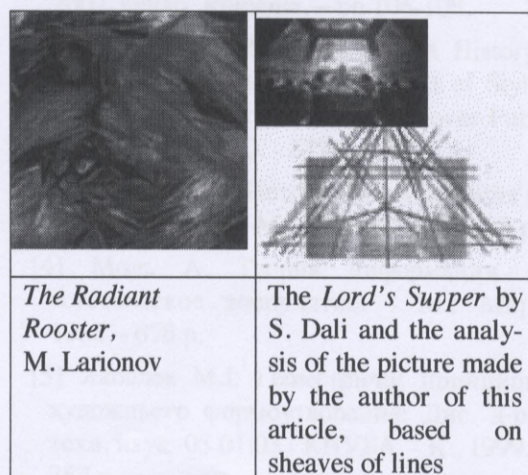 The Radiant
Rooster,
M. Larionov
The Lord's Supper by
S. Dali and the analy-
sis of the picture made
by the author of this
article, based on
sheaves of lines